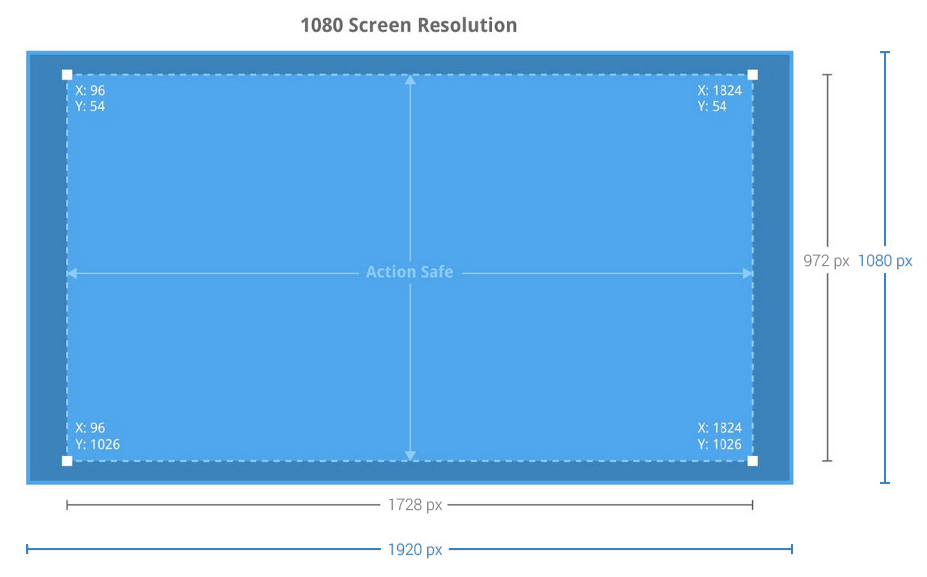 1080 Screen Resolution
X: 96
Y: 54
X: 1824
Y: 54
Action Safe
972 px
1080 px
X: 96
Y: 1026
X: 1824
Y: 1026
1728 px
1920 px